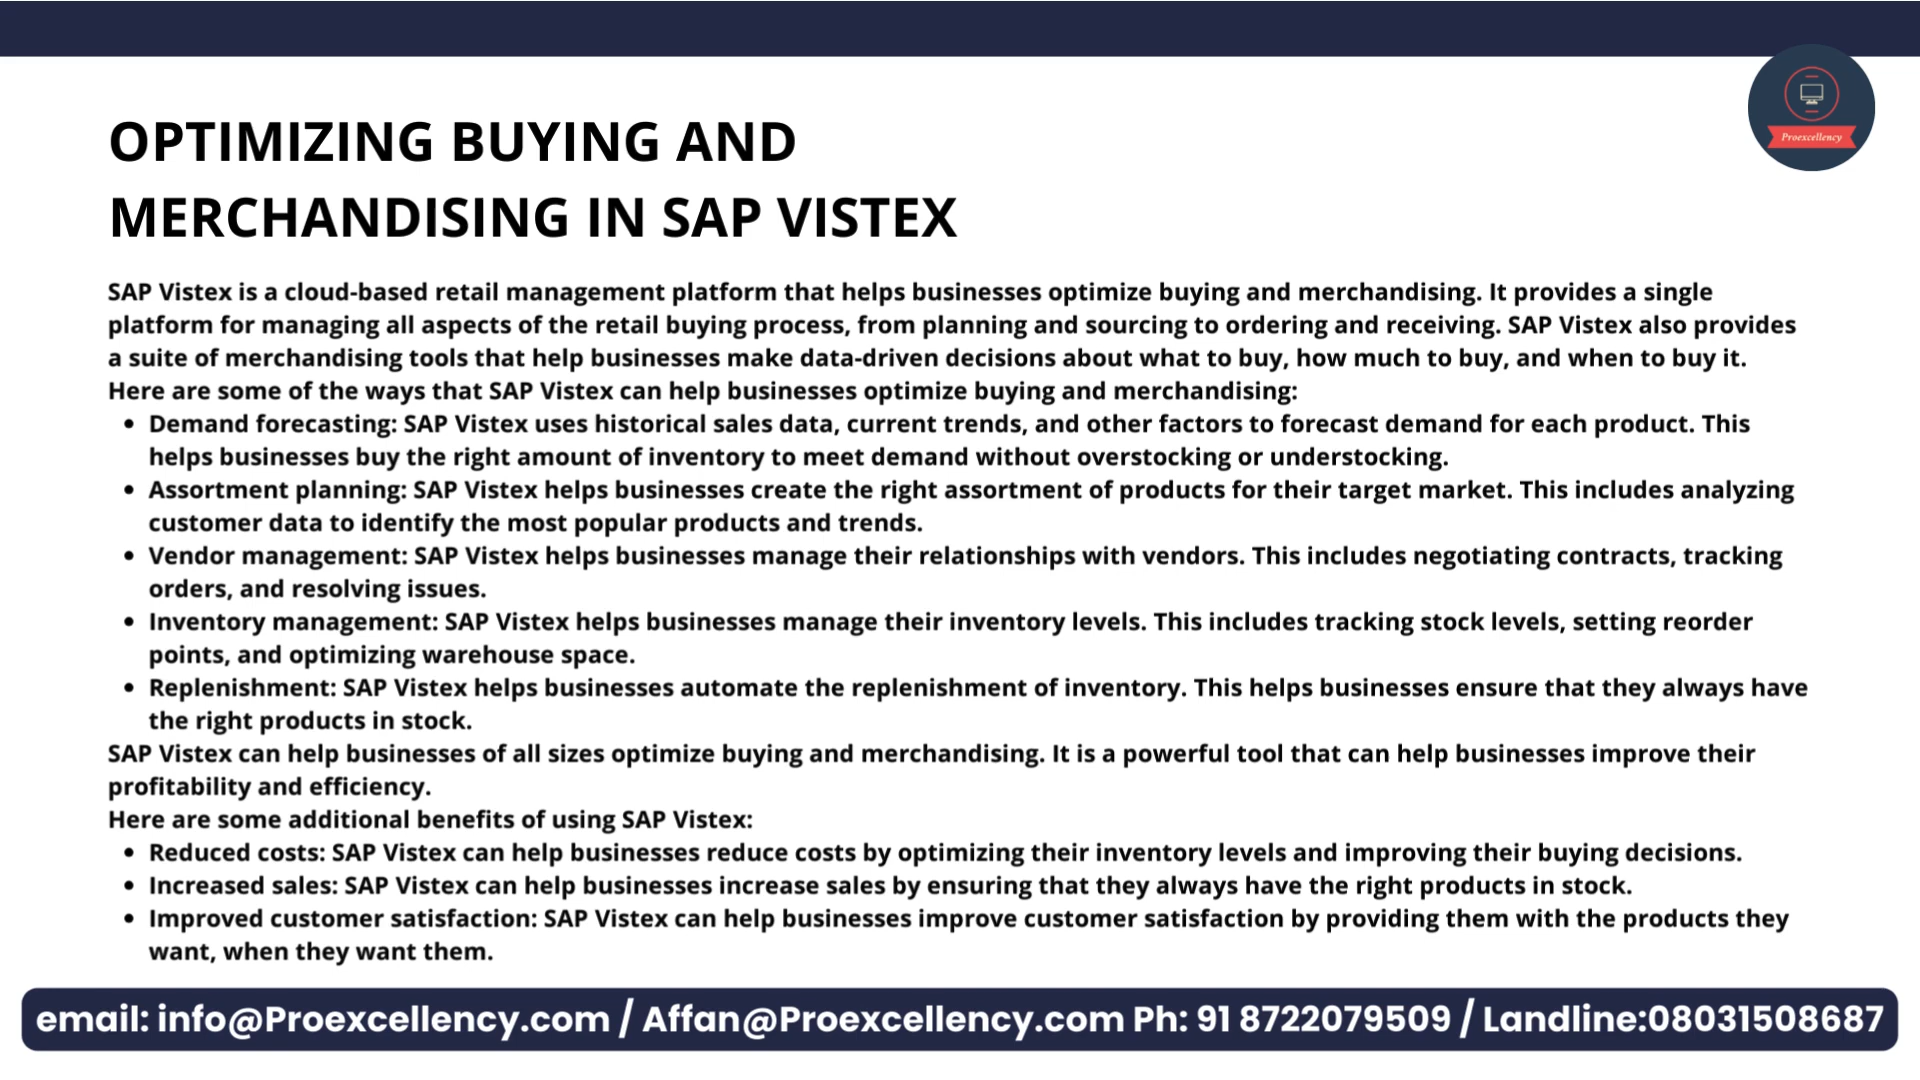 Proexcellency
OPTIMIZING BUYING AND
MERCHANDISING IN SAP VISTEX
SAP Vistex is a cloud-based retail management platform that helps businesses optimize buying and merchandising. It provides a single
platform for managing all aspects of the retail buying process, from planning and sourcing to ordering and receiving. SAP Vistex also provides
a suite of merchandising tools that help businesses make data-driven decisions about what to buy, how much to buy, and when to buy it.
Here are some of the ways that SAP Vistex can help businesses optimize buying and merchandising:
• Demand forecasting: SAP Vistex uses historical sales data, current trends, and other factors to forecast demand for each product. This
helps businesses buy the right amount of inventory to meet demand without overstocking or understocking.
• Assortment planning: SAP Vistex helps businesses create the right assortment of products for their target market. This includes analyzing
customer data to identify the most popular products and trends.
• Vendor management: SAP Vistex helps businesses manage their relationships with vendors. This includes negotiating contracts, tracking
orders, and resolving issues.
• Inventory management: SAP Vistex helps businesses manage their inventory levels. This includes tracking stock levels, setting reorder
points, and optimizing warehouse space.
• Replenishment: SAP Vistex helps businesses automate the replenishment of inventory. This helps businesses ensure that they always have
the right products in stock.
SAP Vistex can help businesses of all sizes optimize buying and merchandising. It is a powerful tool that can help businesses improve their
profitability and efficiency.
Here are some additional benefits of using SAP Vistex:
• Reduced costs: SAP Vistex can help businesses reduce costs by optimizing their inventory levels and improving their buying decisions.
• Increased sales: SAP Vistex can help businesses increase sales by ensuring that they always have the right products in stock.
• Improved customer satisfaction: SAP Vistex can help businesses improve customer satisfaction by providing them with the products they
want, when they want them.
email: info@Proexcellency.com / Affan@Proexcellency.com Ph: 91 8722079509 / Landline:08031508687